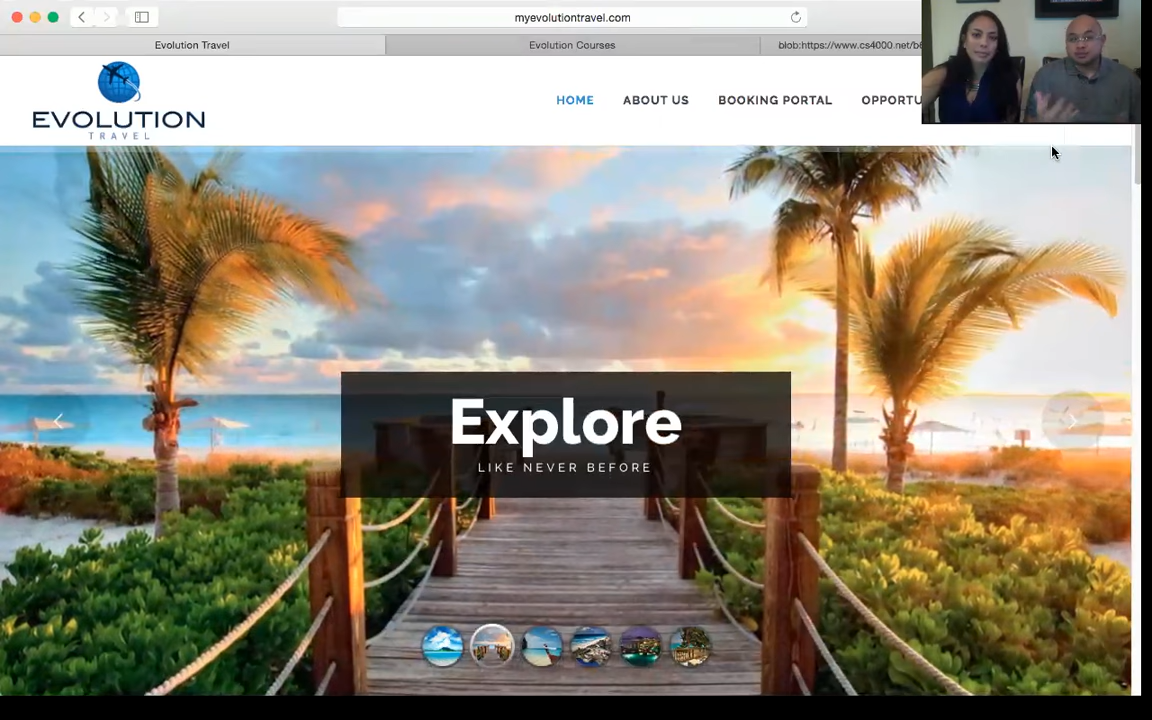 myevolutiontravel.com
Evolution Travel
Evolution Courses
blob:https://www.cs4000.net/b
EVOLUTION
TRAVEL
HOME
ABOUT US
BOOKING PORTAL
OPPORTU
Explore
LIKE NEVER BEFORE